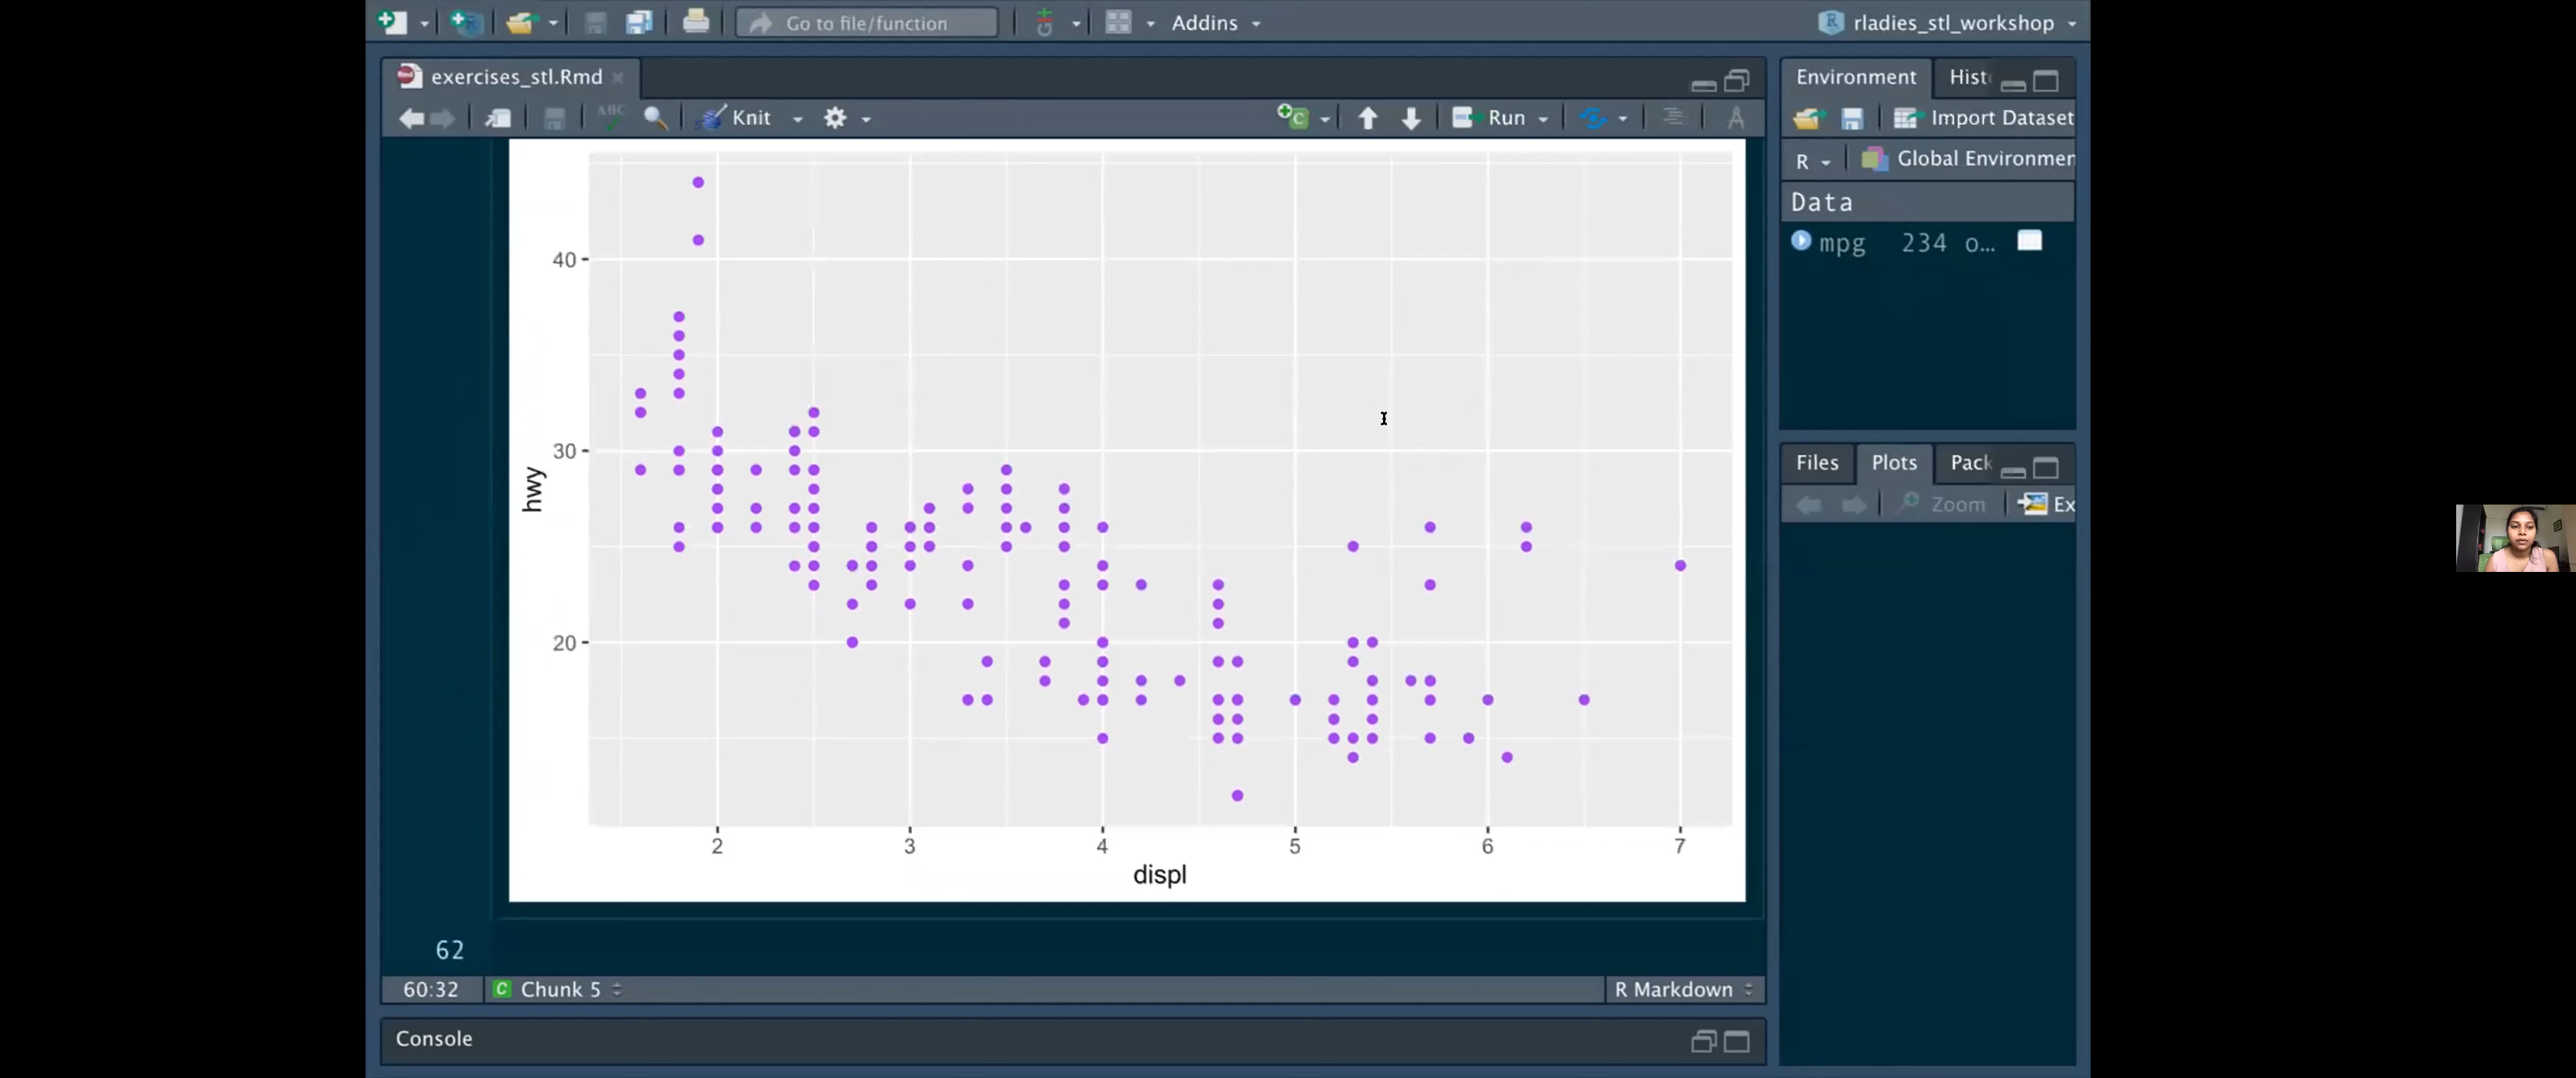 Go to file/function
Addins
rladies_stl_workshop
exercises_stl.Rmd
Environment
Hist
ABC
Knit
Run
Import Dataset
R
Global Environmen
Data
mpg 234 o...
40
30
20
hwy
2 3 4 5 6 7
displ
Files
Plots
Pack
Zoom
Ex
62
60:32
C
Chunk 5
R Markdown
Console